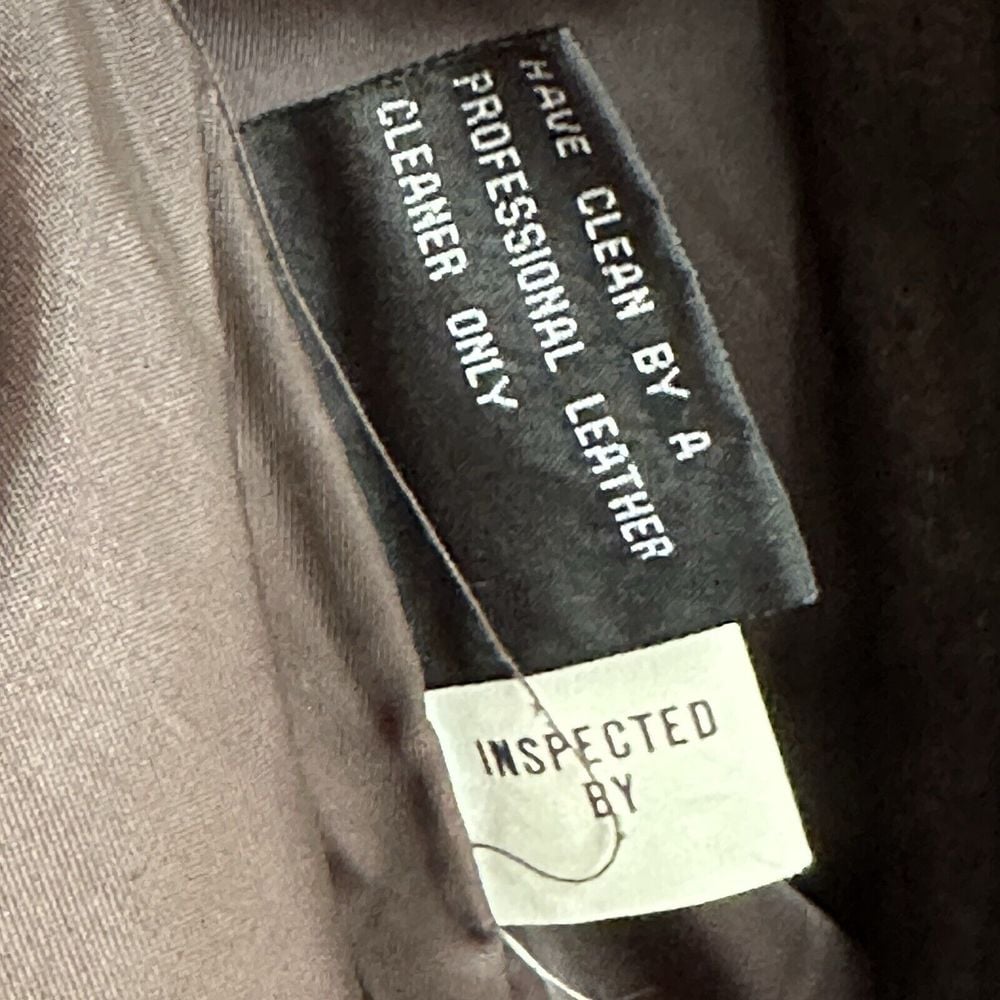 HAVE CLEAN BY A
PROFESSIONAL LEATHER
CLEANER ONLY
INSPECTED
BY